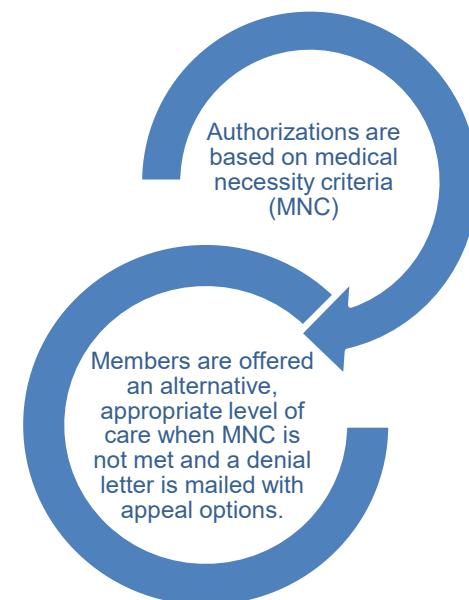 Authorizations are
based on medical
necessity criteria
(MNC)
Members are offered
an alternative,
appropriate level of
care when MNC is
not met and a denial
letter is mailed with
appeal options.